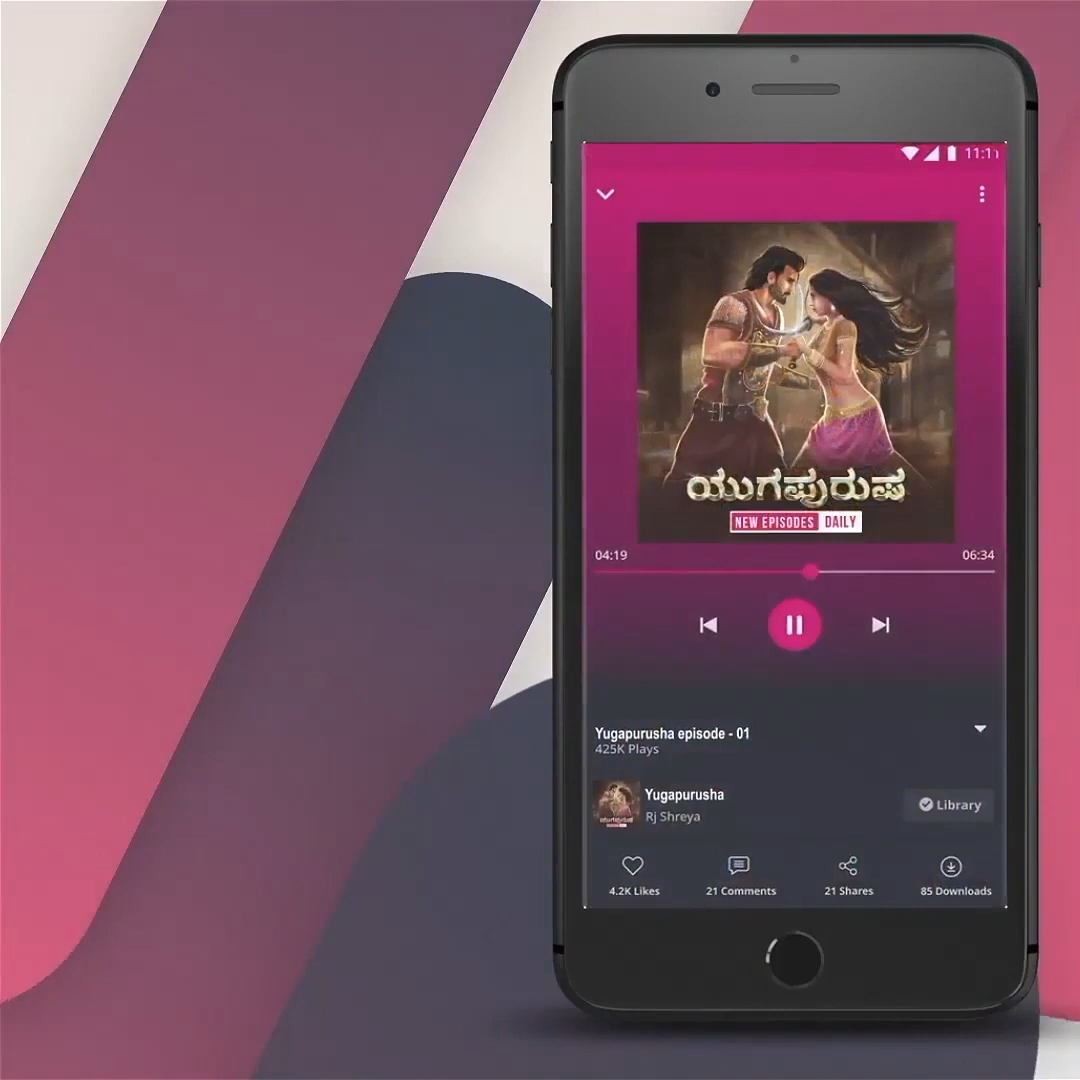 11:11
ಯುಗಪುರುಷ
NEW EPISODES DAILY
04:19 06:34
Yugapurusha episode - 01
425K Plays
Yugapurusha
Rj Shreya
Library
4.2K Likes 21 Comments 21 Shares 85 Downloads